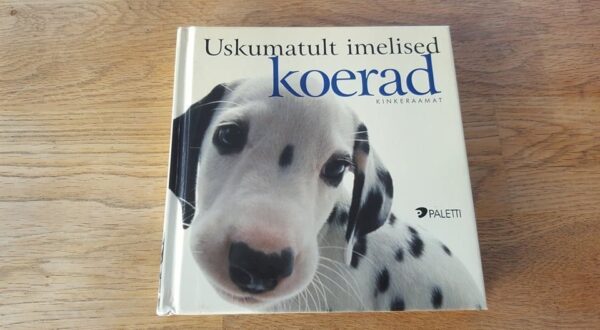 Uskumatult imelised
koerad
KINKERAAMAT
PALETTI